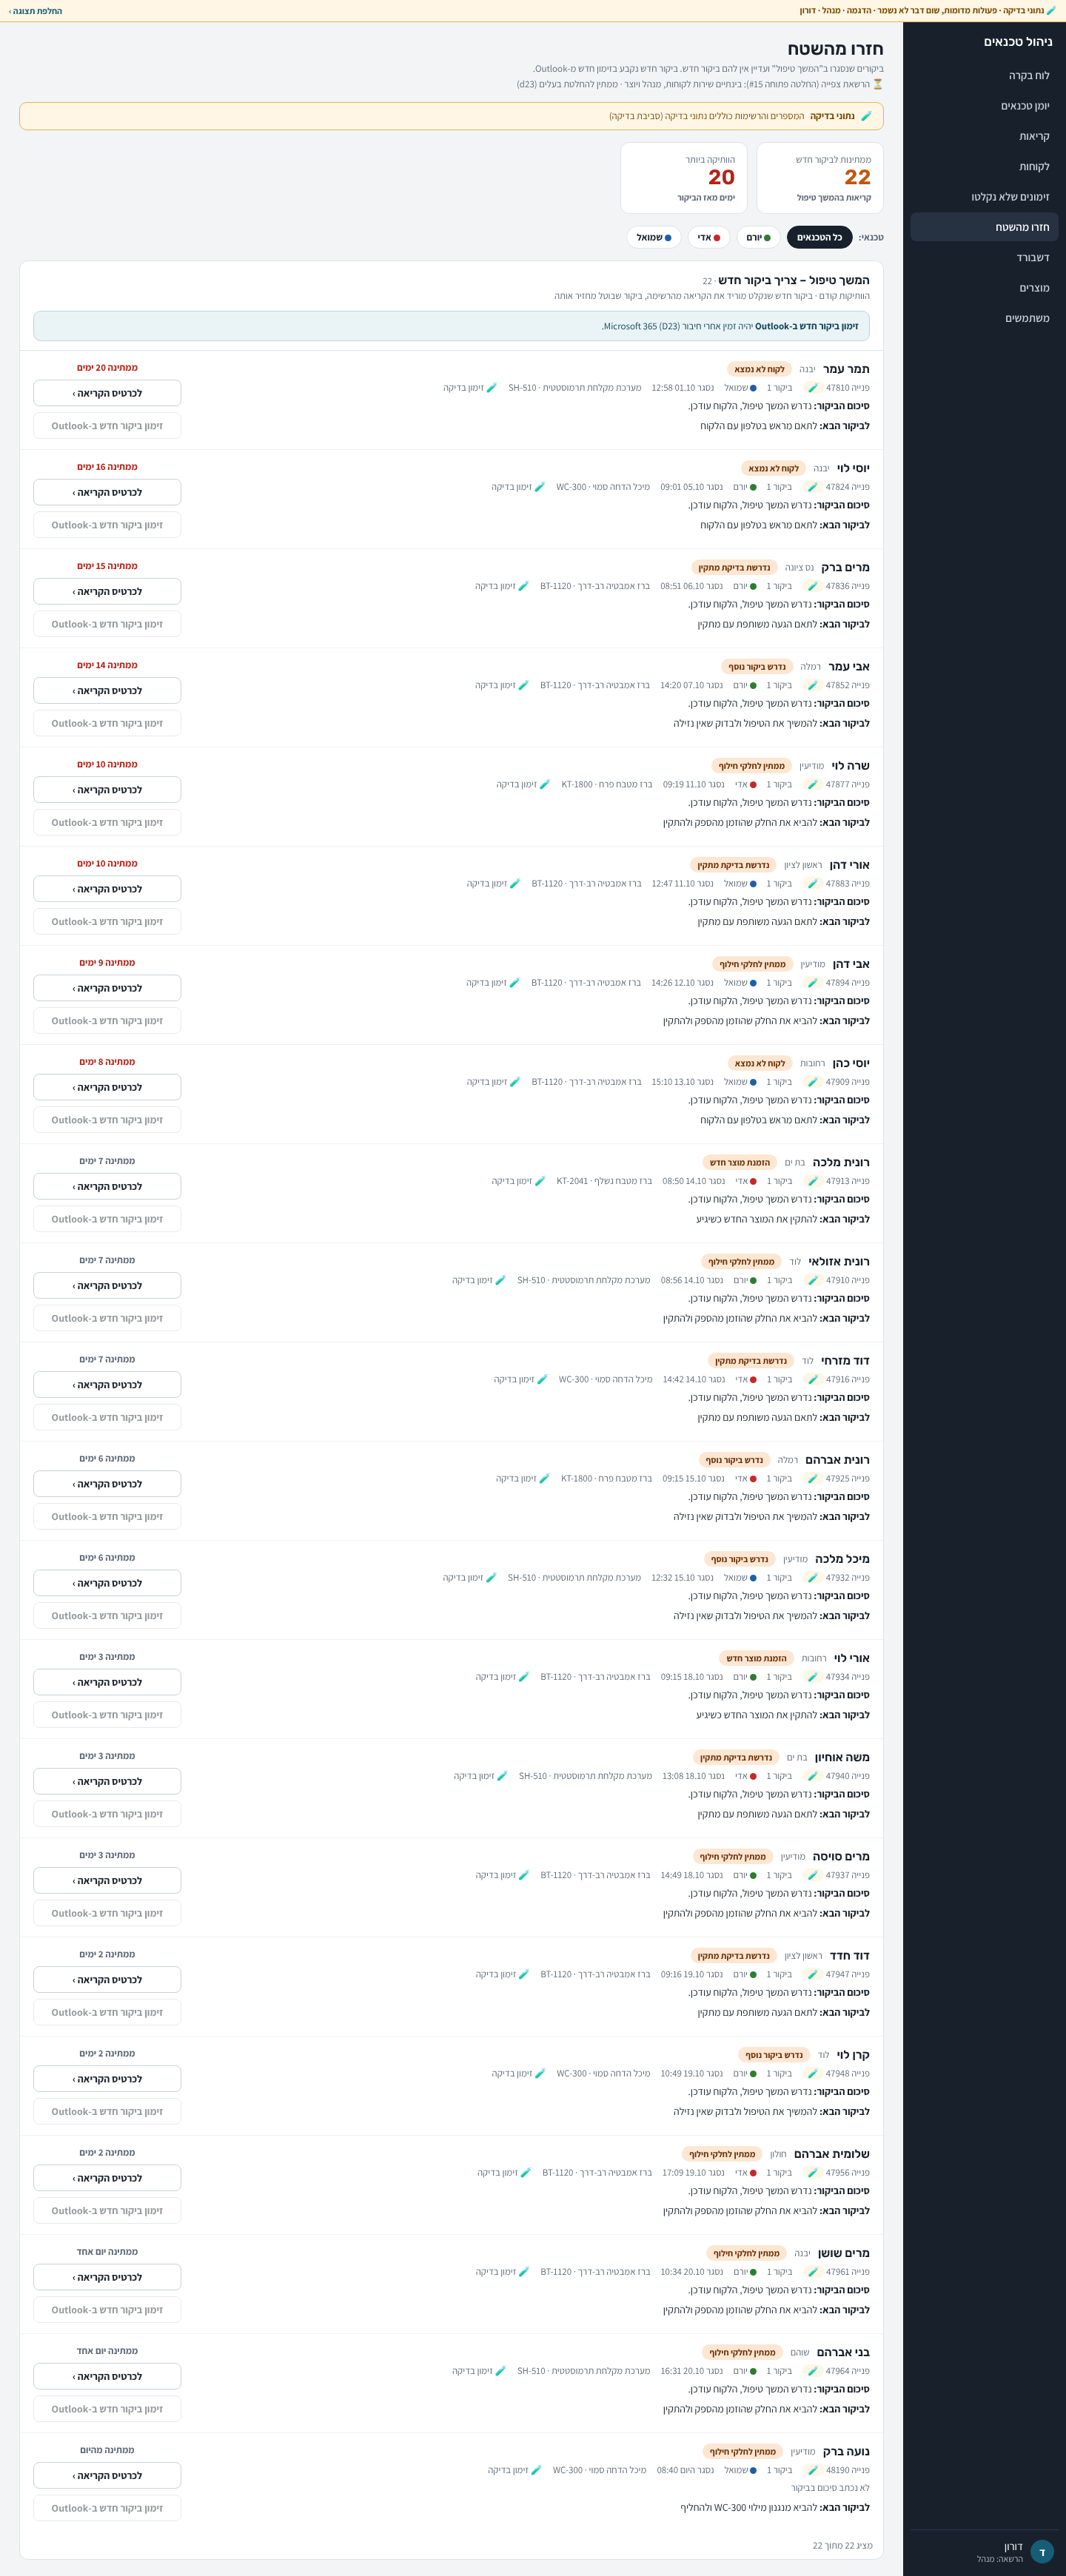 🧪 נתוני בדיקה · פעולות מדומות, שום דבר לא נשמר · הדגמה · מנהל · דורון
החלפת תצוגה ‹
ניהול טכנאים
לוח בקרה
יומן טכנאים
קריאות
לקוחות
זימונים שלא נקלטו
חזרו מהשטח
דשבורד
מוצרים
משתמשים
חזרו מהשטח
ביקורים שנסגרו ב"המשך טיפול" ועדיין אין להם ביקור חדש. ביקור חדש נקבע בזימון חדש מ-Outlook.
⏳ הרשאת צפייה (החלטה פתוחה #15): בינתיים שירות לקוחות, מנהל ויוצר · ממתין להחלטת בעלים (d23)
🧪 נתוני בדיקה המספרים והרשימות כוללים נתוני בדיקה (סביבת בדיקה)
ממתינות לביקור חדש
22
קריאות בהמשך טיפול
הוותיקה ביותר
20
ימים מאז הביקור
טכנאי: כל הטכנאים יורם אדי שמואל
המשך טיפול – צריך ביקור חדש · 22
הוותיקות קודם · ביקור חדש שנקלט מוריד את הקריאה מהרשימה, ביקור שבוטל מחזיר אותה
זימון ביקור חדש ב-Outlook יהיה זמין אחרי חיבור Microsoft 365 (D23).
תמר עמר יבנה לקוח לא נמצא
פנייה 47810 🧪 ביקור 1 שמואל נסגר 01.10 12:58 מערכת מקלחת תרמוסטטית · SH-510 🧪 זימון בדיקה
סיכום הביקור: נדרש המשך טיפול, הלקוח עודכן.
לביקור הבא: לתאם מראש בטלפון עם הלקוח
ממתינה 20 ימים
לכרטיס הקריאה ‹
זימון ביקור חדש ב-Outlook
יוסי לוי יבנה לקוח לא נמצא
פנייה 47824 🧪 ביקור 1 יורם נסגר 05.10 09:01 מיכל הדחה סמוי · WC-300 🧪 זימון בדיקה
סיכום הביקור: נדרש המשך טיפול, הלקוח עודכן.
לביקור הבא: לתאם מראש בטלפון עם הלקוח
ממתינה 16 ימים
לכרטיס הקריאה ‹
זימון ביקור חדש ב-Outlook
מרים ברק נס ציונה נדרשת בדיקת מתקין
פנייה 47836 🧪 ביקור 1 יורם נסגר 06.10 08:51 ברז אמבטיה רב-דרך · BT-1120 🧪 זימון בדיקה
סיכום הביקור: נדרש המשך טיפול, הלקוח עודכן.
לביקור הבא: לתאם הגעה משותפת עם מתקין
ממתינה 15 ימים
לכרטיס הקריאה ‹
זימון ביקור חדש ב-Outlook
אבי עמר רמלה נדרש ביקור נוסף
פנייה 47852 🧪 ביקור 1 יורם נסגר 07.10 14:20 ברז אמבטיה רב-דרך · BT-1120 🧪 זימון בדיקה
סיכום הביקור: נדרש המשך טיפול, הלקוח עודכן.
לביקור הבא: להמשיך את הטיפול ולבדוק שאין נזילה
ממתינה 14 ימים
לכרטיס הקריאה ‹
זימון ביקור חדש ב-Outlook
שרה לוי מודיעין ממתין לחלקי חילוף
פנייה 47877 🧪 ביקור 1 אדי נסגר 11.10 09:19 ברז מטבח פרח · KT-1800 🧪 זימון בדיקה
סיכום הביקור: נדרש המשך טיפול, הלקוח עודכן.
לביקור הבא: להביא את החלק שהוזמן מהספק ולהתקין
ממתינה 10 ימים
לכרטיס הקריאה ‹
זימון ביקור חדש ב-Outlook
אורי דהן ראשון לציון נדרשת בדיקת מתקין
פנייה 47883 🧪 ביקור 1 שמואל נסגר 11.10 12:47 ברז אמבטיה רב-דרך · BT-1120 🧪 זימון בדיקה
סיכום הביקור: נדרש המשך טיפול, הלקוח עודכן.
לביקור הבא: לתאם הגעה משותפת עם מתקין
ממתינה 10 ימים
לכרטיס הקריאה ‹
זימון ביקור חדש ב-Outlook
אבי דהן מודיעין ממתין לחלקי חילוף
פנייה 47894 🧪 ביקור 1 שמואל נסגר 12.10 14:26 ברז אמבטיה רב-דרך · BT-1120 🧪 זימון בדיקה
סיכום הביקור: נדרש המשך טיפול, הלקוח עודכן.
לביקור הבא: להביא את החלק שהוזמן מהספק ולהתקין
ממתינה 9 ימים
לכרטיס הקריאה ‹
זימון ביקור חדש ב-Outlook
יוסי כהן רחובות לקוח לא נמצא
פנייה 47909 🧪 ביקור 1 שמואל נסגר 13.10 15:10 ברז אמבטיה רב-דרך · BT-1120 🧪 זימון בדיקה
סיכום הביקור: נדרש המשך טיפול, הלקוח עודכן.
לביקור הבא: לתאם מראש בטלפון עם הלקוח
ממתינה 8 ימים
לכרטיס הקריאה ‹
זימון ביקור חדש ב-Outlook
רונית מלכה בת ים הזמנת מוצר חדש
פנייה 47913 🧪 ביקור 1 אדי נסגר 14.10 08:50 ברז מטבח נשלף · KT-2041 🧪 זימון בדיקה
סיכום הביקור: נדרש המשך טיפול, הלקוח עודכן.
לביקור הבא: להתקין את המוצר החדש כשיגיע
ממתינה 7 ימים
לכרטיס הקריאה ‹
זימון ביקור חדש ב-Outlook
רונית אזולאי לוד ממתין לחלקי חילוף
פנייה 47910 🧪 ביקור 1 יורם נסגר 14.10 08:56 מערכת מקלחת תרמוסטטית · SH-510 🧪 זימון בדיקה
סיכום הביקור: נדרש המשך טיפול, הלקוח עודכן.
לביקור הבא: להביא את החלק שהוזמן מהספק ולהתקין
ממתינה 7 ימים
לכרטיס הקריאה ‹
זימון ביקור חדש ב-Outlook
דוד מזרחי לוד נדרשת בדיקת מתקין
פנייה 47916 🧪 ביקור 1 אדי נסגר 14.10 14:42 מיכל הדחה סמוי · WC-300 🧪 זימון בדיקה
סיכום הביקור: נדרש המשך טיפול, הלקוח עודכן.
לביקור הבא: לתאם הגעה משותפת עם מתקין
ממתינה 7 ימים
לכרטיס הקריאה ‹
זימון ביקור חדש ב-Outlook
רונית אברהם רמלה נדרש ביקור נוסף
פנייה 47925 🧪 ביקור 1 אדי נסגר 15.10 09:15 ברז מטבח פרח · KT-1800 🧪 זימון בדיקה
סיכום הביקור: נדרש המשך טיפול, הלקוח עודכן.
לביקור הבא: להמשיך את הטיפול ולבדוק שאין נזילה
ממתינה 6 ימים
לכרטיס הקריאה ‹
זימון ביקור חדש ב-Outlook
מיכל מלכה מודיעין נדרש ביקור נוסף
פנייה 47932 🧪 ביקור 1 שמואל נסגר 15.10 12:32 מערכת מקלחת תרמוסטטית · SH-510 🧪 זימון בדיקה
סיכום הביקור: נדרש המשך טיפול, הלקוח עודכן.
לביקור הבא: להמשיך את הטיפול ולבדוק שאין נזילה
ממתינה 6 ימים
לכרטיס הקריאה ‹
זימון ביקור חדש ב-Outlook
אורי לוי רחובות הזמנת מוצר חדש
פנייה 47934 🧪 ביקור 1 יורם נסגר 18.10 09:15 ברז אמבטיה רב-דרך · BT-1120 🧪 זימון בדיקה
סיכום הביקור: נדרש המשך טיפול, הלקוח עודכן.
לביקור הבא: להתקין את המוצר החדש כשיגיע
ממתינה 3 ימים
לכרטיס הקריאה ‹
זימון ביקור חדש ב-Outlook
משה אוחיון בת ים נדרשת בדיקת מתקין
פנייה 47940 🧪 ביקור 1 אדי נסגר 18.10 13:08 מערכת מקלחת תרמוסטטית · SH-510 🧪 זימון בדיקה
סיכום הביקור: נדרש המשך טיפול, הלקוח עודכן.
לביקור הבא: לתאם הגעה משותפת עם מתקין
ממתינה 3 ימים
לכרטיס הקריאה ‹
זימון ביקור חדש ב-Outlook
מרים סויסה מודיעין ממתין לחלקי חילוף
פנייה 47937 🧪 ביקור 1 יורם נסגר 18.10 14:49 ברז אמבטיה רב-דרך · BT-1120 🧪 זימון בדיקה
סיכום הביקור: נדרש המשך טיפול, הלקוח עודכן.
לביקור הבא: להביא את החלק שהוזמן מהספק ולהתקין
ממתינה 3 ימים
לכרטיס הקריאה ‹
זימון ביקור חדש ב-Outlook
דוד חדד ראשון לציון נדרשת בדיקת מתקין
פנייה 47947 🧪 ביקור 1 יורם נסגר 19.10 09:16 ברז אמבטיה רב-דרך · BT-1120 🧪 זימון בדיקה
סיכום הביקור: נדרש המשך טיפול, הלקוח עודכן.
לביקור הבא: לתאם הגעה משותפת עם מתקין
ממתינה 2 ימים
לכרטיס הקריאה ‹
זימון ביקור חדש ב-Outlook
קרן לוי לוד נדרש ביקור נוסף
פנייה 47948 🧪 ביקור 1 יורם נסגר 19.10 10:49 מיכל הדחה סמוי · WC-300 🧪 זימון בדיקה
סיכום הביקור: נדרש המשך טיפול, הלקוח עודכן.
לביקור הבא: להמשיך את הטיפול ולבדוק שאין נזילה
ממתינה 2 ימים
לכרטיס הקריאה ‹
זימון ביקור חדש ב-Outlook
שלומית אברהם חולון ממתין לחלקי חילוף
פנייה 47956 🧪 ביקור 1 אדי נסגר 19.10 17:09 ברז אמבטיה רב-דרך · BT-1120 🧪 זימון בדיקה
סיכום הביקור: נדרש המשך טיפול, הלקוח עודכן.
לביקור הבא: להביא את החלק שהוזמן מהספק ולהתקין
ממתינה 2 ימים
לכרטיס הקריאה ‹
זימון ביקור חדש ב-Outlook
מרים ששון יבנה ממתין לחלקי חילוף
פנייה 47961 🧪 ביקור 1 יורם נסגר 20.10 10:34 ברז אמבטיה רב-דרך · BT-1120 🧪 זימון בדיקה
סיכום הביקור: נדרש המשך טיפול, הלקוח עודכן.
לביקור הבא: להביא את החלק שהוזמן מהספק ולהתקין
ממתינה יום אחד
לכרטיס הקריאה ‹
זימון ביקור חדש ב-Outlook
בני אברהם שוהם ממתין לחלקי חילוף
פנייה 47964 🧪 ביקור 1 יורם נסגר 20.10 16:31 מערכת מקלחת תרמוסטטית · SH-510 🧪 זימון בדיקה
סיכום הביקור: נדרש המשך טיפול, הלקוח עודכן.
לביקור הבא: להביא את החלק שהוזמן מהספק ולהתקין
ממתינה יום אחד
לכרטיס הקריאה ‹
זימון ביקור חדש ב-Outlook
נועה ברק מודיעין ממתין לחלקי חילוף
פנייה 48190 🧪 ביקור 1 שמואל נסגר היום 08:40 מיכל הדחה סמוי · WC-300 🧪 זימון בדיקה
לא נכתב סיכום בביקור
לביקור הבא: להביא מנגנון מילוי WC-300 ולהחליף
ממתינה מהיום
לכרטיס הקריאה ‹
זימון ביקור חדש ב-Outlook
מציג 22 מתוך 22
ד
דורון
הרשאה: מנהל